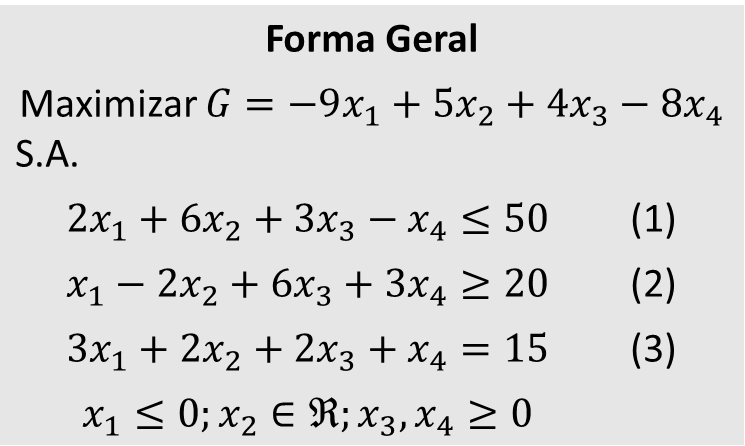 Forma Geral
Maximizar G = −9x₁ + 5x₂ + 4x₃ − 8x₄
S.A.
2x₁ + 6x₂ + 3x₃ − x₄ ≤ 50 (1)
x₁ − 2x₂ + 6x₃ + 3x₄ ≥ 20 (2)
3x₁ + 2x₂ + 2x₃ + x₄ = 15 (3)
x₁ ≤ 0; x₂ ∈ ℜ; x₃, x₄ ≥ 0